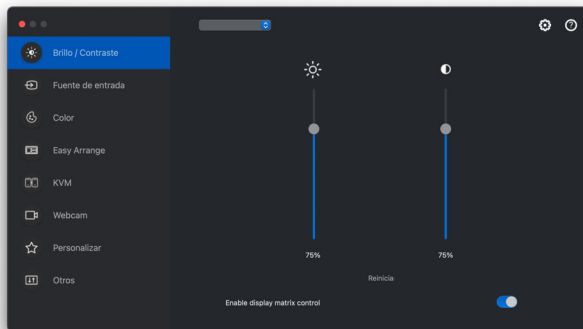 Brillo / Contraste
Fuente de entrada
Color
Easy Arrange
KVM
Webcam
Personalizar
Otros
75%
75%
Reinicia
Enable display matrix control